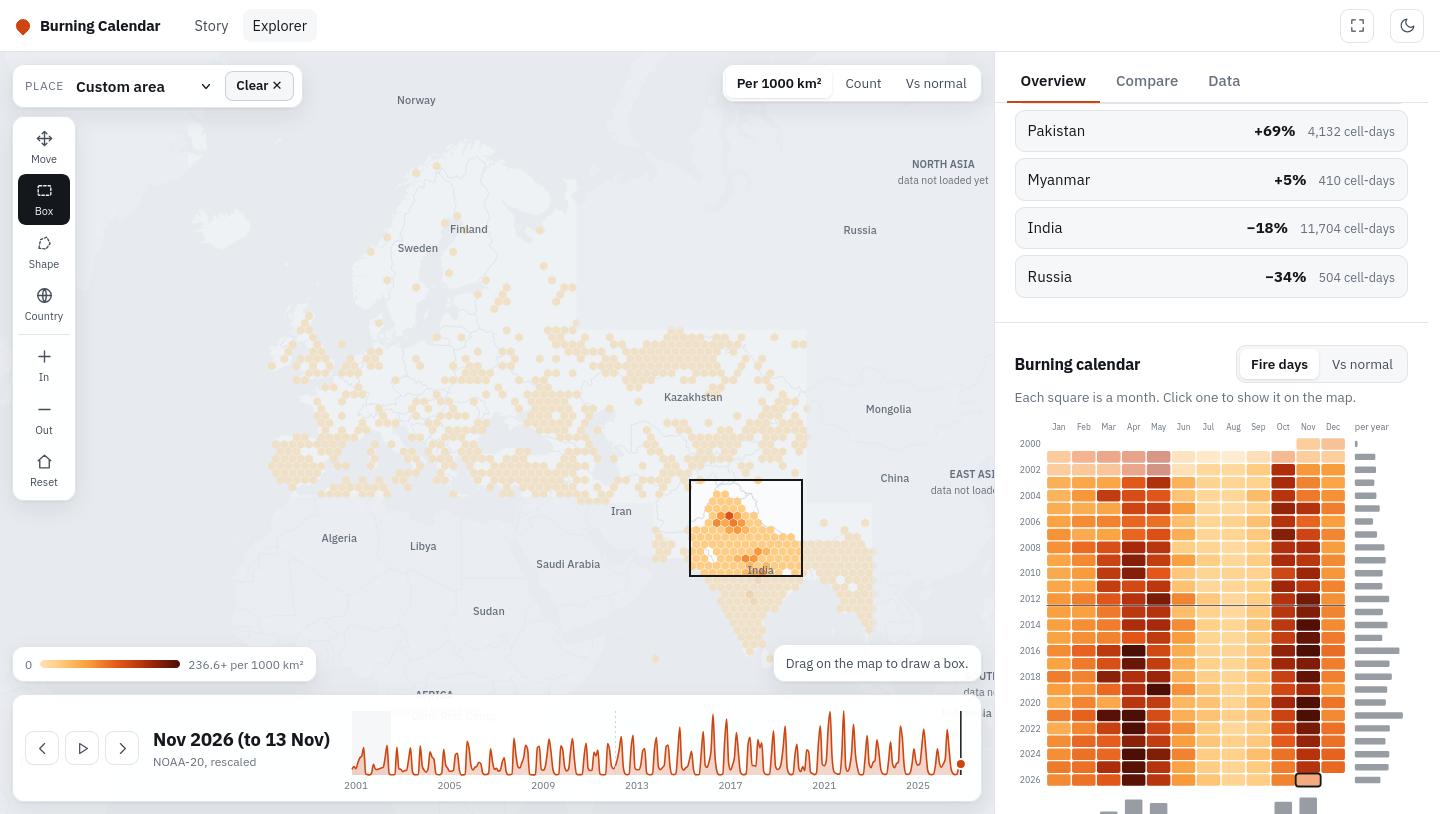 Burning Calendar
Story
Explorer
PLACE Custom area
Clear ✕
Move
Box
Shape
Country
In
Out
Reset
Per 1000 km²
Count
Vs normal
Norway
NORTH ASIA
data not loaded yet
Finland
Sweden
Russia
Kazakhstan
Mongolia
China
EAST ASI
data not loade
Iran
Algeria
Libya
Saudi Arabia
India
Sudan
AFRICA
0
236.6+ per 1000 km²
Drag on the map to draw a box.
Nov 2026 (to 13 Nov)
NOAA-20, rescaled
2001
2005
2009
2013
2017
2021
2025
Overview
Compare
Data
Pakistan +69% 4,132 cell-days
Myanmar +5% 410 cell-days
India −18% 11,704 cell-days
Russia −34% 504 cell-days
Burning calendar
Fire days
Vs normal
Each square is a month. Click one to show it on the map.
Jan Feb Mar Apr May Jun Jul Aug Sep Oct Nov Dec per year
2000
2002
2004
2006
2008
2010
2012
2014
2016
2018
2020
2022
2024
2026